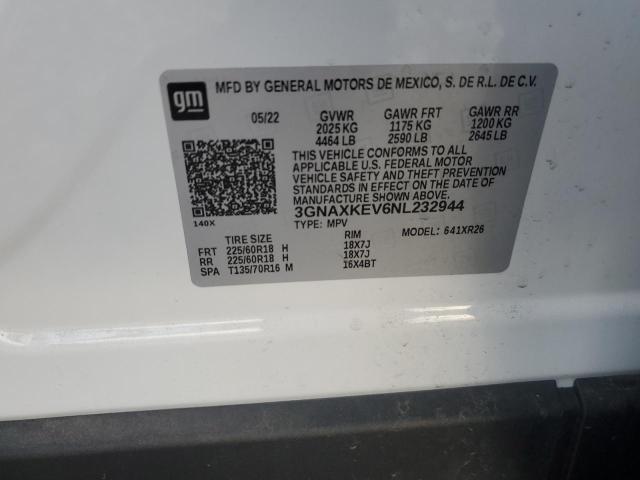 gm
MFD BY GENERAL MOTORS DE MEXICO, S. DE R.L. DE C.V.
05/22 GVWR GAWR FRT GAWR RR
2025 KG 1175 KG 1200 KG
4464 LB 2590 LB 2645 LB
THIS VEHICLE CONFORMS TO ALL
APPLICABLE U.S. FEDERAL MOTOR
VEHICLE SAFETY AND THEFT PREVENTION
STANDARDS IN EFFECT ON THE DATE OF
MANUFACTURE SHOWN ABOVE.
3GNAXKEV6NL232944
140X TYPE: MPV MODEL: 641XR26
TIRE SIZE RIM
FRT 225/60R18 H 18X7J
RR 225/60R18 H 18X7J
SPA T135/70R16 M 16X4BT